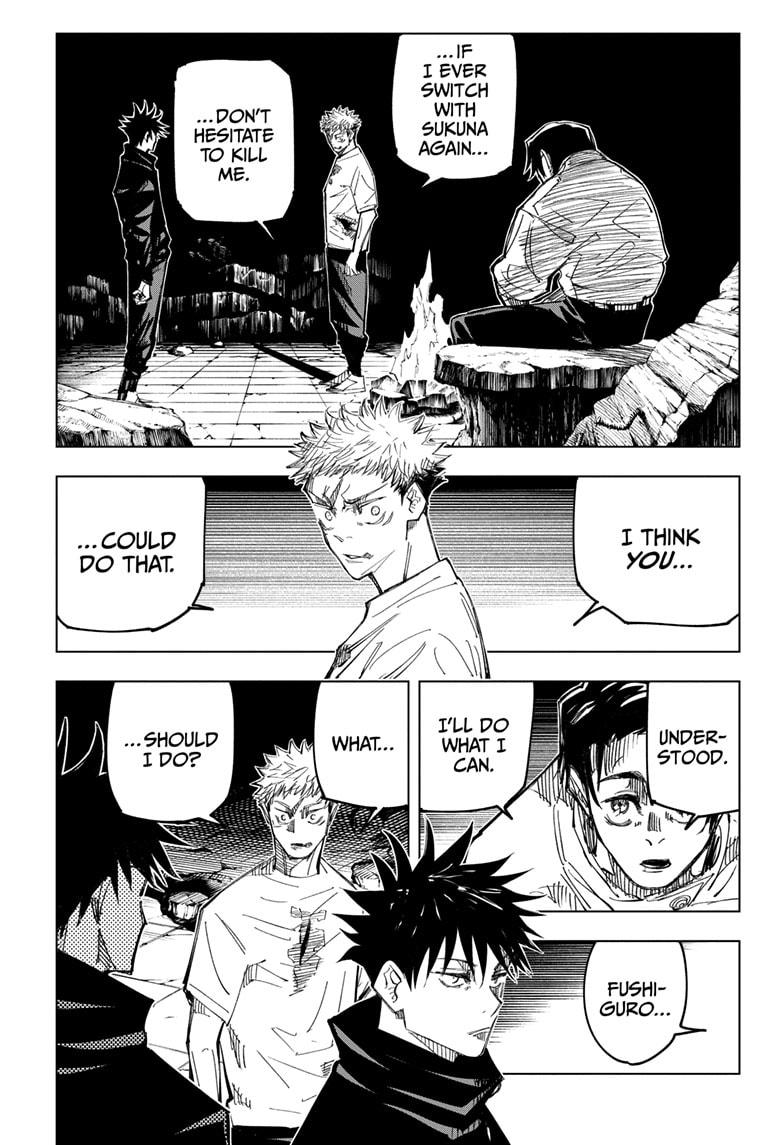 ...IF
I EVER
SWITCH
WITH
SUKUNA
AGAIN...
...DON'T
HESITATE
TO KILL
ME.
I THINK
YOU...
...COULD
DO THAT.
UNDER-
STOOD.
I'LL DO
WHAT I
CAN.
FUSHI-
GURO...
WHAT...
...SHOULD
I DO?